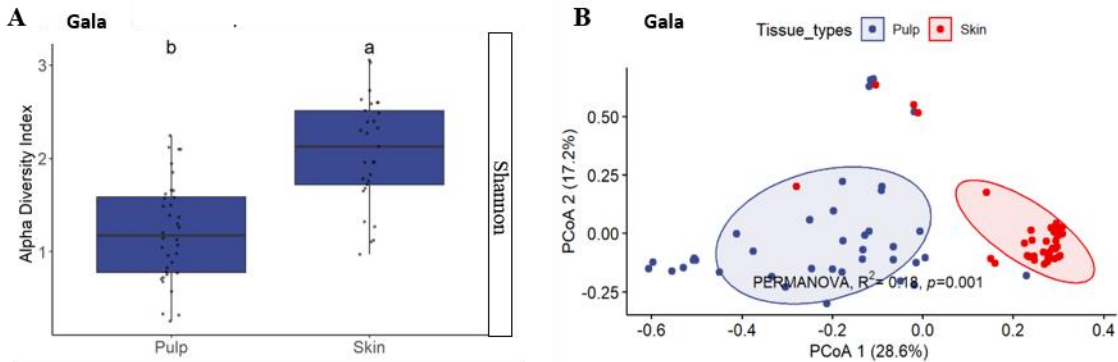 A
Gala
b
a
3
2
1
Alpha Diversity Index
Pulp
Skin
Shannon
B
Gala
Tissue_types
Pulp
Skin
0.50
0.25
0.00
-0.25
PCoA 2 (17.2%)
PERMANOVA, R²= 0.18, p=0.001
-0.6
-0.4
-0.2
0.0
0.2
0.4
PCoA 1 (28.6%)